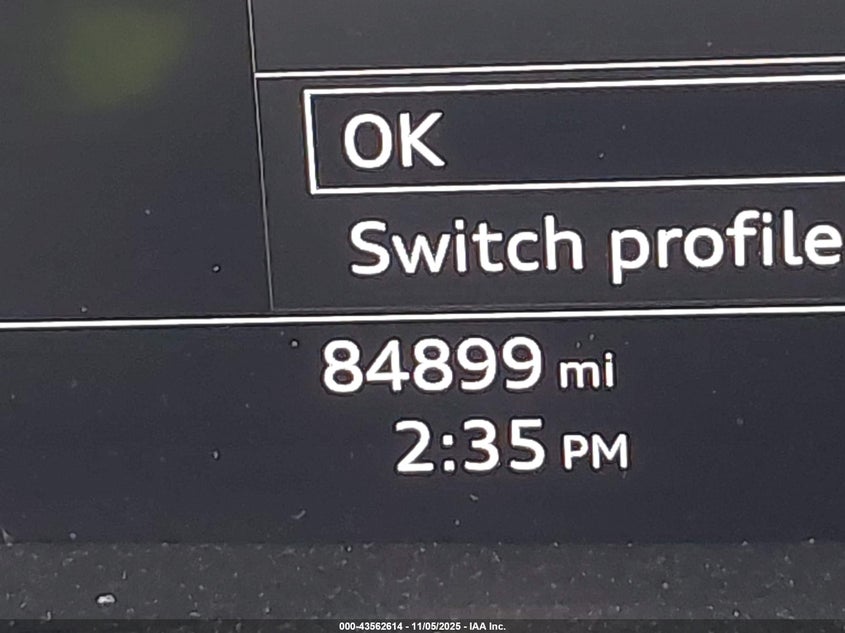 OK
Switch profile
84899 mi
2:35 PM
000-43562614 - 11/05/2025 - IAA Inc.